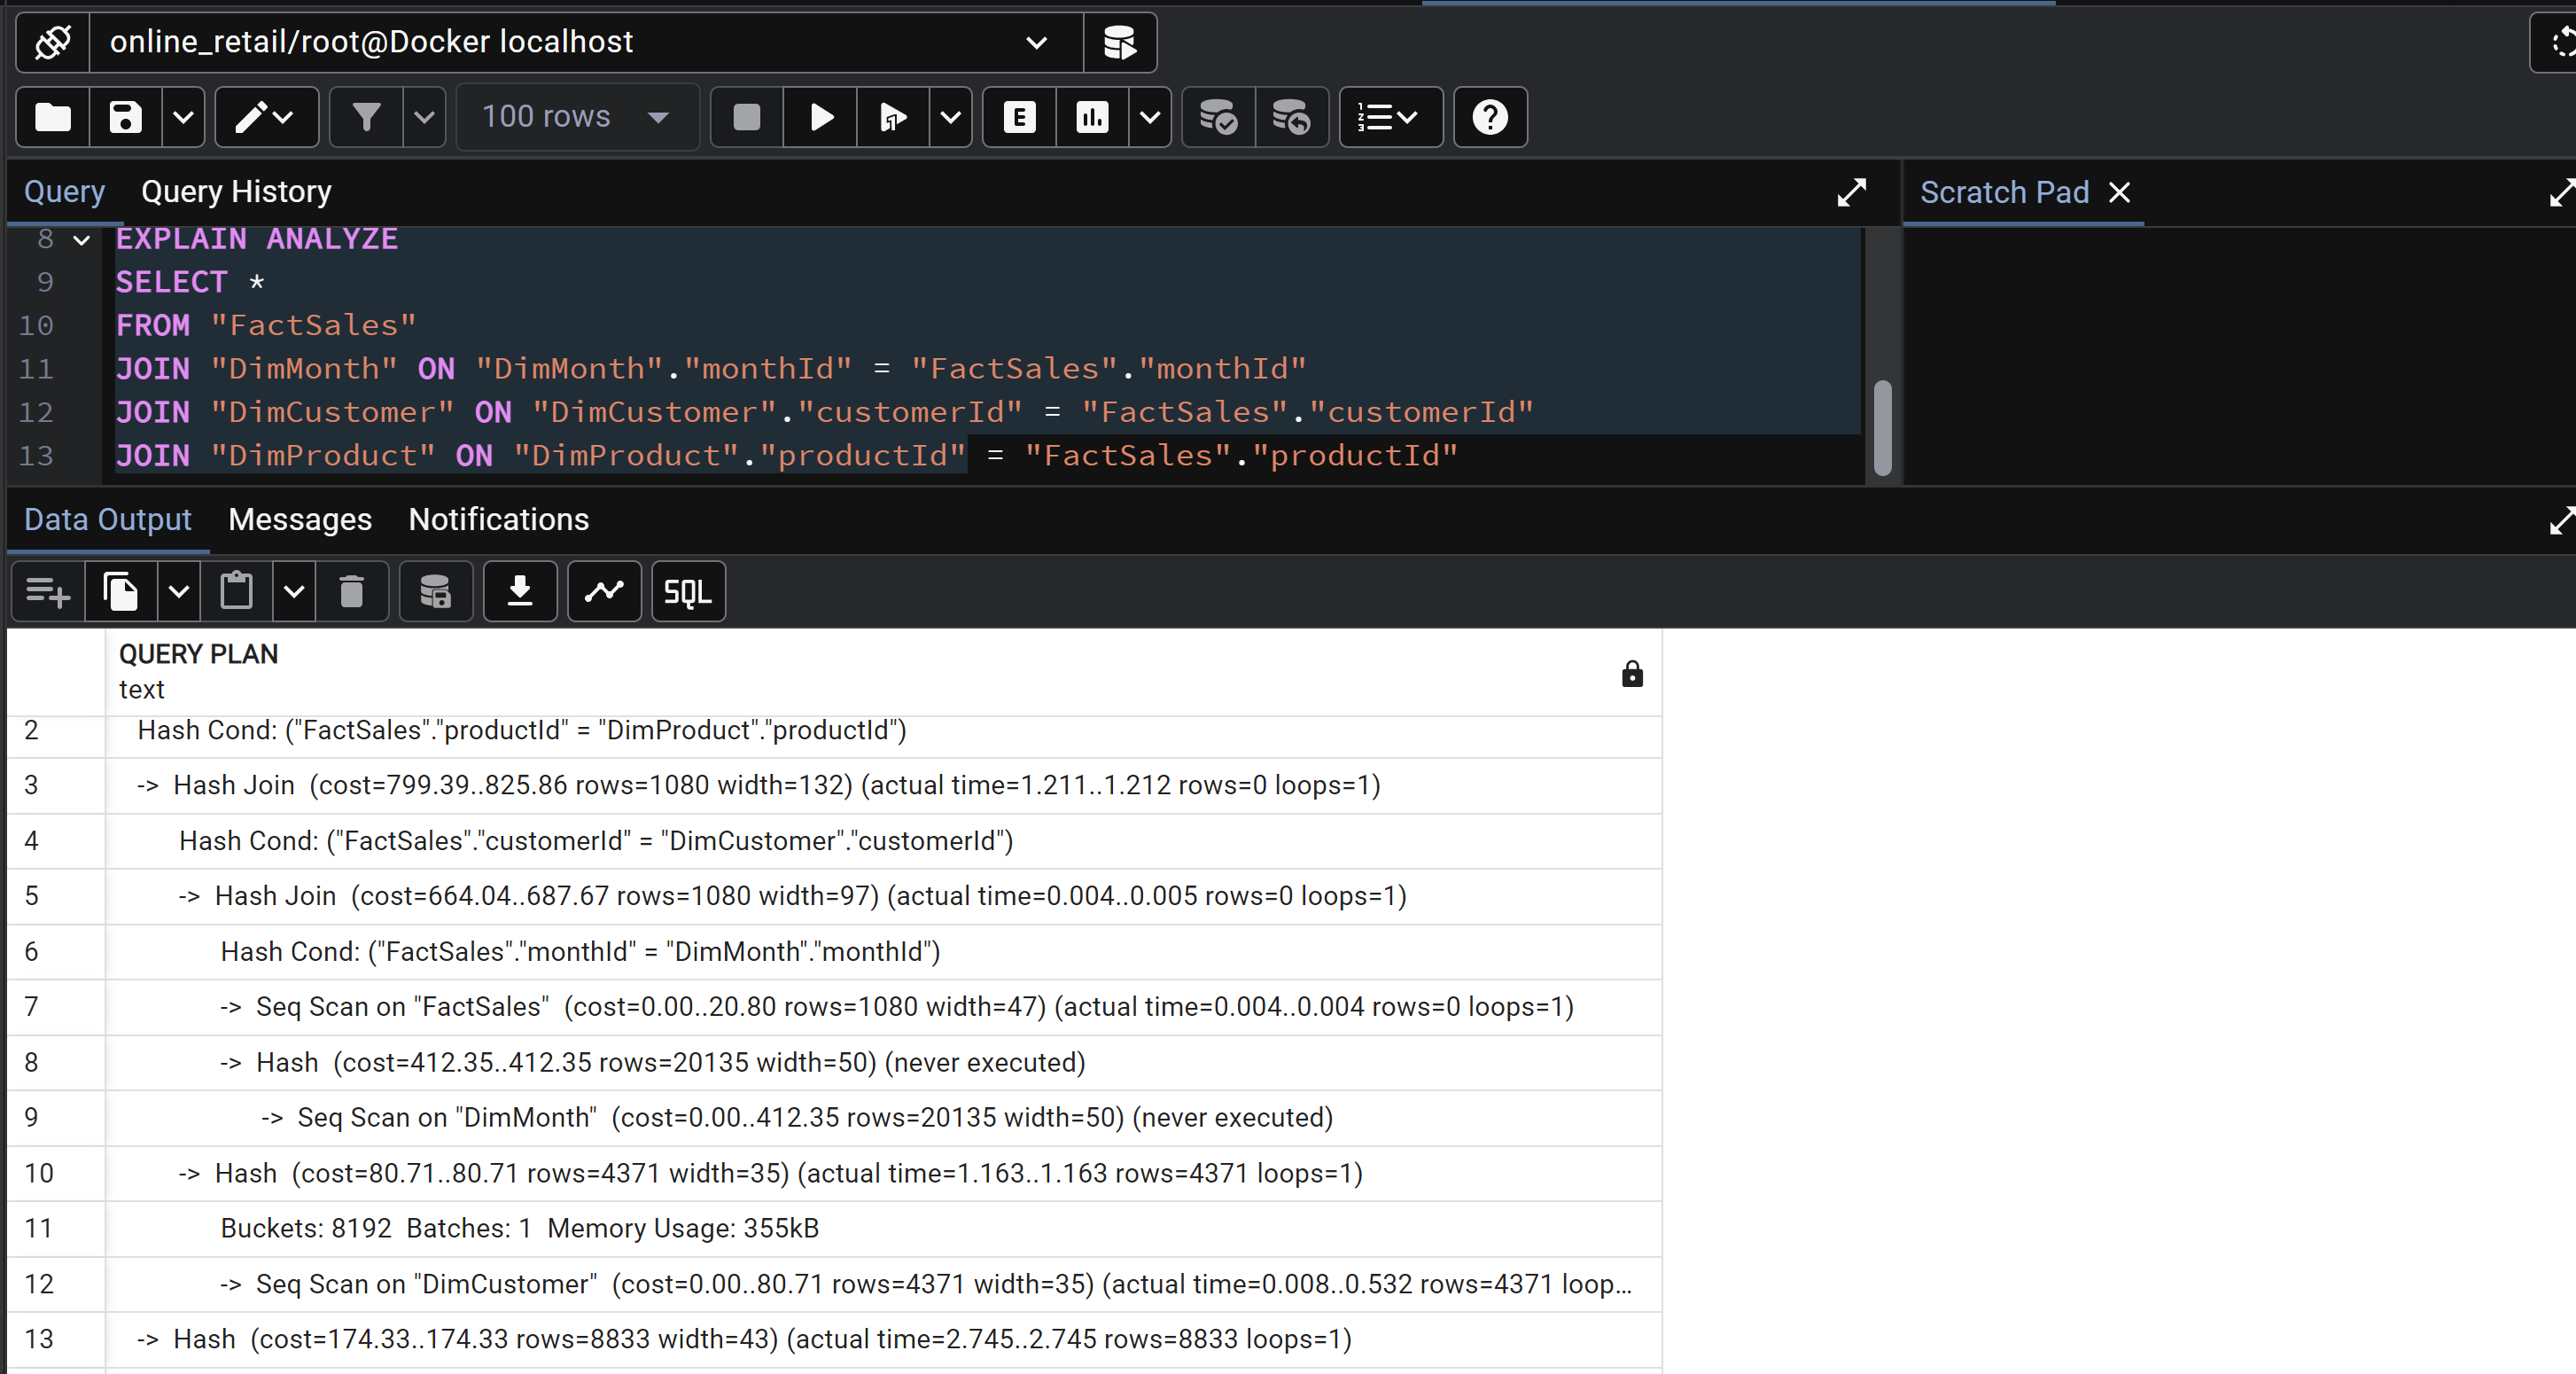 online_retail/root@Docker localhost
100 rows
E
Query Query History
Scratch Pad
8 EXPLAIN ANALYZE
9 SELECT *
10 FROM "FactSales"
11 JOIN "DimMonth" ON "DimMonth"."monthId" = "FactSales"."monthId"
12 JOIN "DimCustomer" ON "DimCustomer"."customerId" = "FactSales"."customerId"
13 JOIN "DimProduct" ON "DimProduct"."productId" = "FactSales"."productId"
Data Output Messages Notifications
SQL
QUERY PLAN
text
2 Hash Cond: ("FactSales"."productId" = "DimProduct"."productId")
3 -> Hash Join (cost=799.39..825.86 rows=1080 width=132) (actual time=1.211..1.212 rows=0 loops=1)
4 Hash Cond: ("FactSales"."customerId" = "DimCustomer"."customerId")
5 -> Hash Join (cost=664.04..687.67 rows=1080 width=97) (actual time=0.004..0.005 rows=0 loops=1)
6 Hash Cond: ("FactSales"."monthId" = "DimMonth"."monthId")
7 -> Seq Scan on "FactSales" (cost=0.00..20.80 rows=1080 width=47) (actual time=0.004..0.004 rows=0 loops=1)
8 -> Hash (cost=412.35..412.35 rows=20135 width=50) (never executed)
9 -> Seq Scan on "DimMonth" (cost=0.00..412.35 rows=20135 width=50) (never executed)
10 -> Hash (cost=80.71..80.71 rows=4371 width=35) (actual time=1.163..1.163 rows=4371 loops=1)
11 Buckets: 8192 Batches: 1 Memory Usage: 355kB
12 -> Seq Scan on "DimCustomer" (cost=0.00..80.71 rows=4371 width=35) (actual time=0.008..0.532 rows=4371 loop...
13 -> Hash (cost=174.33..174.33 rows=8833 width=43) (actual time=2.745..2.745 rows=8833 loops=1)